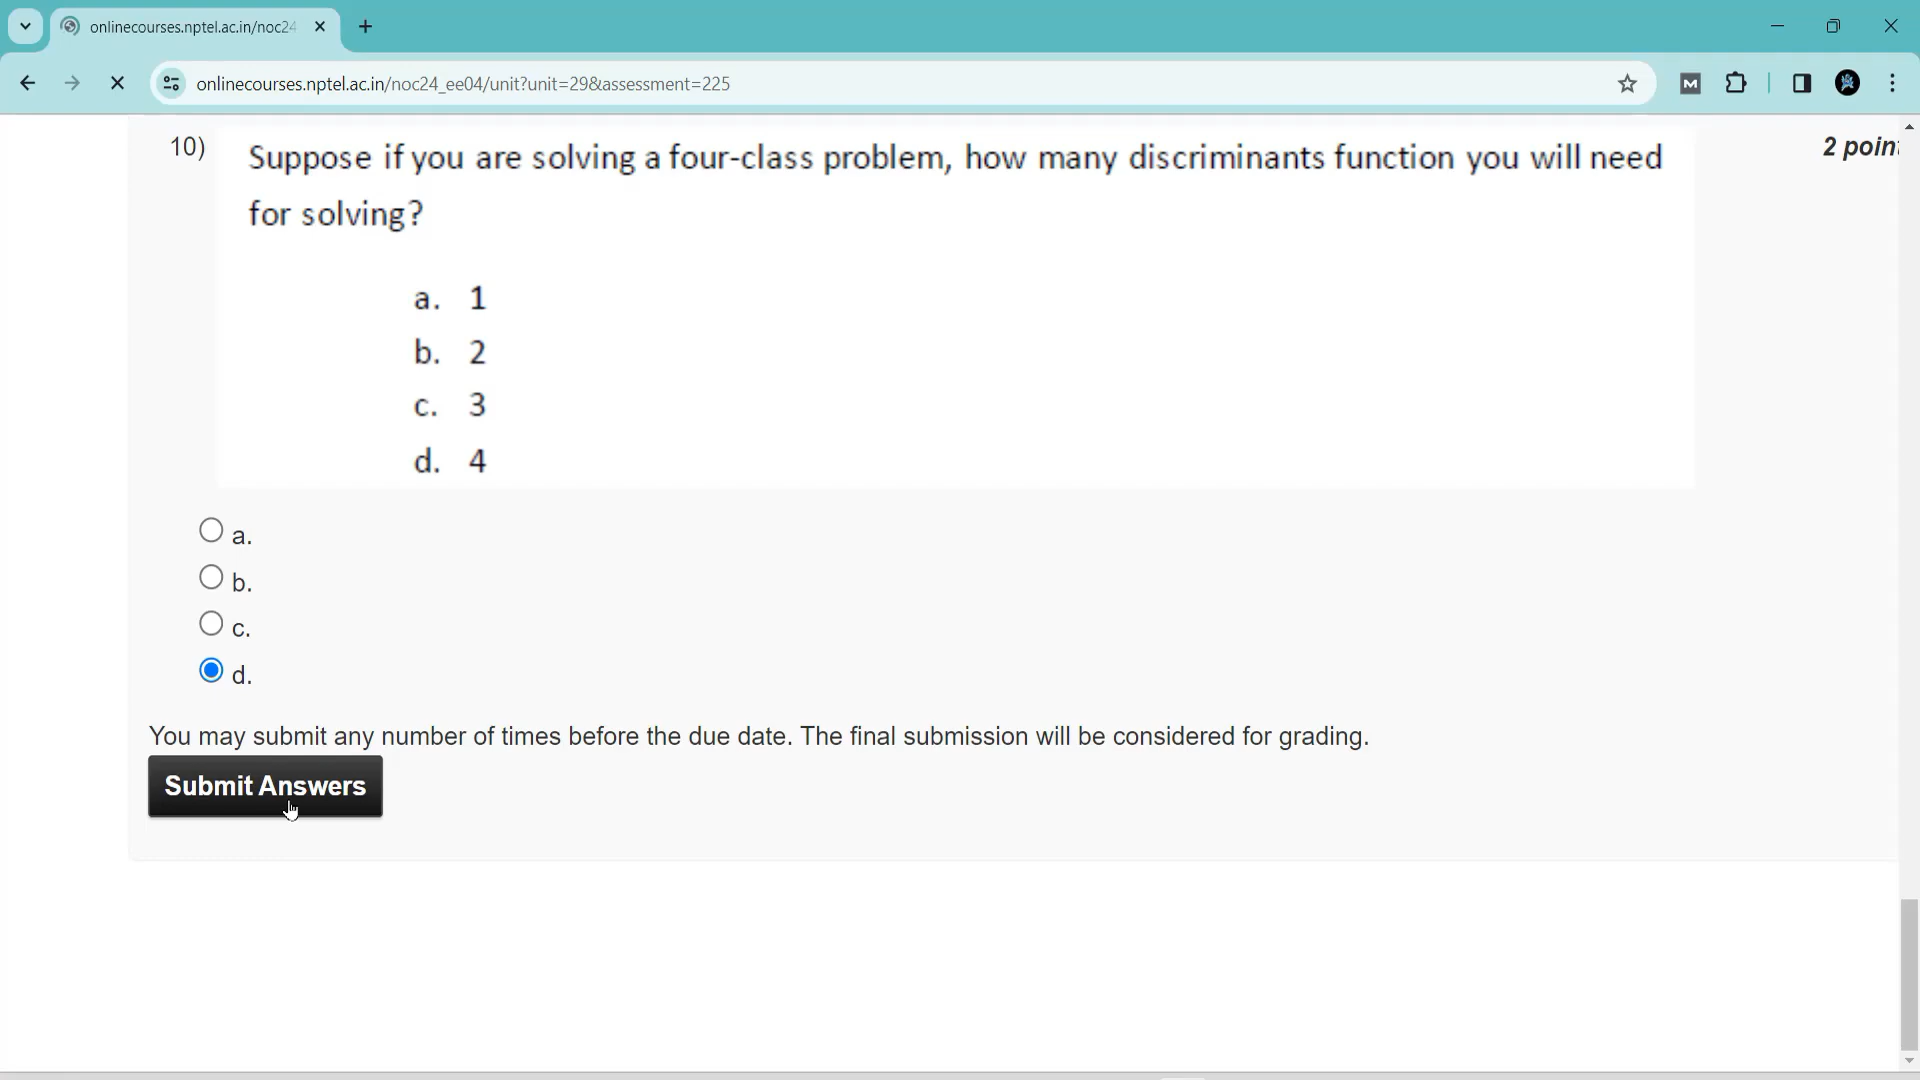 onlinecourses.nptel.ac.in/noc24
onlinecourses.nptel.ac.in/noc24_ee04/unit?unit=29&assessment=225
10)
2 poin
Suppose if you are solving a four-class problem, how many discriminants function you will need
for solving?
a. 1
b. 2
c. 3
d. 4
a.
b.
c.
d.
You may submit any number of times before the due date. The final submission will be considered for grading.
Submit Answers